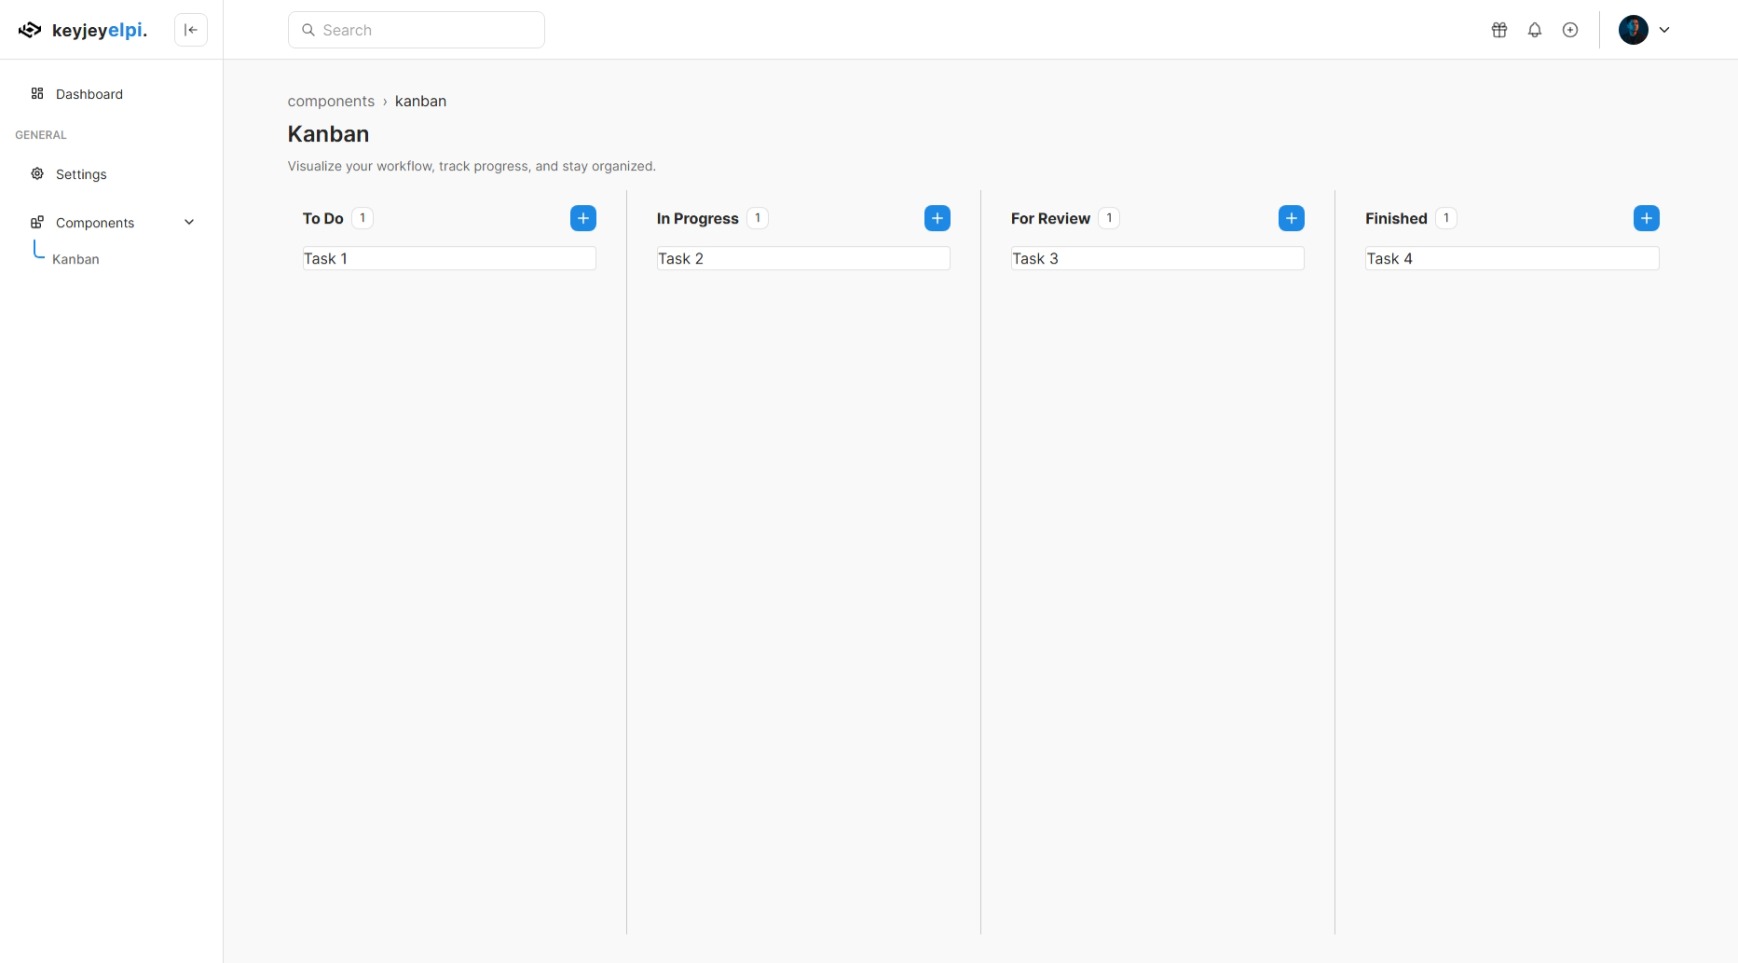 keyjeyelpi.
Search
Dashboard
GENERAL
Settings
Components
Kanban
components › kanban
Kanban
Visualize your workflow, track progress, and stay organized.
To Do 1
Task 1
In Progress 1
Task 2
For Review 1
Task 3
Finished 1
Task 4